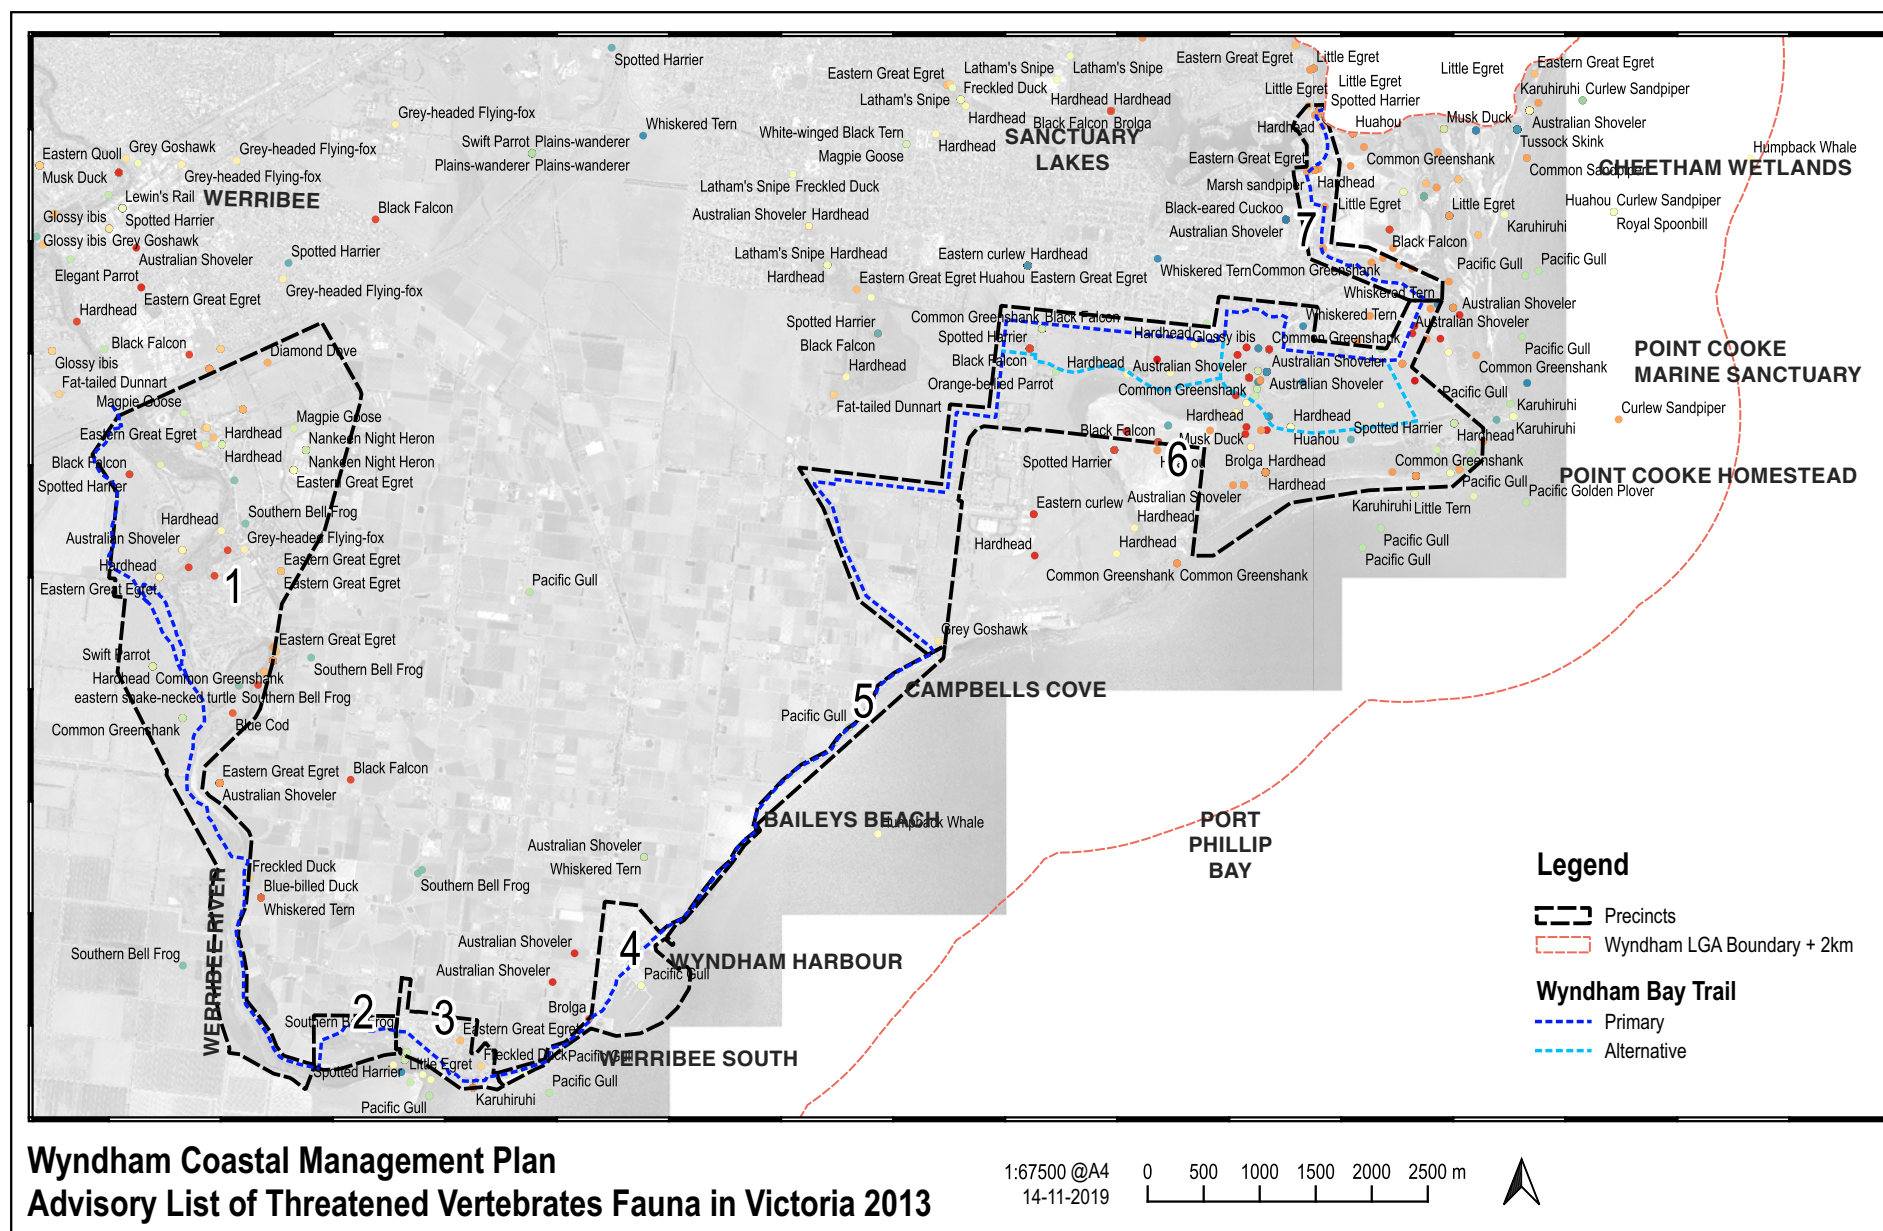 Spotted Harrier
Eastern Great Egret
Latham's Snipe
Latham's Snipe
Freckled Duck
Latham's Snipe
Hardhead
Hardhead
Hardhead
Black Falcon
Brolga
SANCTUARY
LAKES
Eastern Great Egret
Little Egret
Little Egret
Little Egret
Little Egret
Spotted Harrier
Huahou
Hardhead
Eastern Great Egret
Karuhiruhi
Curlew Sandpiper
Musk Duck
Australian Shoveler
Tussock Skink
Common Sandpiper
CHEETHAM WETLANDS
Humpback Whale
Grey-headed Flying-fox
Swift Parrot
Plains-wanderer
Plains-wanderer
Plains-wanderer
Whiskered Tern
White-winged Black Tern
Magpie Goose
Hardhead
Eastern Quoll
Grey Goshawk
Grey-headed Flying-fox
Musk Duck
Grey-headed Flying-fox
Lewin's Rail
WERRIBEE
Glossy ibis
Spotted Harrier
Black Falcon
Glossy ibis
Grey Goshawk
Australian Shoveler
Spotted Harrier
Elegant Parrot
Eastern Great Egret
Grey-headed Flying-fox
Hardhead
Latham's Snipe
Freckled Duck
Australian Shoveler
Hardhead
Latham's Snipe
Hardhead
Hardhead
Eastern curlew
Hardhead
Eastern Great Egret
Huahou
Eastern Great Egret
Eastern Great Egret
Common Greenshank
Marsh sandpiper
Hardhead
Black-eared Cuckoo
Little Egret
Little Egret
Australian Shoveler
7
Karuhiruhi
Huahou
Curlew Sandpiper
Royal Spoonbill
Black Falcon
Whiskered Tern
Common Greenshank
Pacific Gull
Pacific Gull
Whiskered Tern
Australian Shoveler
Black Falcon
Diamond Dove
Glossy ibis
Fat-tailed Dunnart
Magpie Goose
Magpie Goose
Eastern Great Egret
Hardhead
Nankeen Night Heron
Hardhead
Nankeen Night Heron
Black Falcon
Eastern Great Egret
Spotted Harrier
Spotted Harrier
Black Falcon
Hardhead
Fat-tailed Dunnart
Common Greenshank
Black Falcon
Spotted Harrier
Black Falcon
Orange-bellied Parrot
Hardhead
Hardhead
Glossy ibis
Whiskered Tern
Australian Shoveler
Common Greenshank
Australian Shoveler
Australian Shoveler
Common Greenshank
Australian Shoveler
Pacific Gull
Common Greenshank
POINT COOKE
MARINE SANCTUARY
Pacific Gull
Karuhiruhi
Karuhiruhi
Curlew Sandpiper
Hardhead
Hardhead
Black Falcon
Musk Duck
Huahou
Spotted Harrier
Hardhead
Spotted Harrier
6
Brolga
Hardhead
Common Greenshank
POINT COOKE HOMESTEAD
Hardhead
Pacific Gull
Pacific Golden Plover
Eastern curlew
Australian Shoveler
Hardhead
Karuhiruhi
Little Tern
Hardhead
Hardhead
Pacific Gull
Pacific Gull
Common Greenshank
Common Greenshank
Southern Bell Frog
Hardhead
Australian Shoveler
Grey-headed Flying-fox
Hardhead
Eastern Great Egret
1
Eastern Great Egret
Eastern Great Egret
Pacific Gull
Grey Goshawk
Eastern Great Egret
Swift Parrot
Southern Bell Frog
Hardhead
Common Greenshank
eastern snake-necked turtle
Southern Bell Frog
Common Greenshank
Blue Cod
CAMPBELLS COVE
5
Pacific Gull
Eastern Great Egret
Black Falcon
Australian Shoveler
BAILEYS BEACH
Humpback Whale
PORT
PHILLIP
BAY
Australian Shoveler
Whiskered Tern
Freckled Duck
Blue-billed Duck
Whiskered Tern
Southern Bell Frog
WERRIBEE RIVER
Southern Bell Frog
Australian Shoveler
Australian Shoveler
4
WYNDHAM HARBOUR
Pacific Gull
Brolga
2
3
Southern Bell Frog
Eastern Great Egret
Freckled Duck
Pacific Gull
WERRIBEE SOUTH
Little Egret
Spotted Harrier
Karuhiruhi
Pacific Gull
Pacific Gull
Legend
Precincts
Wyndham LGA Boundary + 2km
Wyndham Bay Trail
Primary
Alternative
Wyndham Coastal Management Plan
Advisory List of Threatened Vertebrates Fauna in Victoria 2013
1:67500 @A4
14-11-2019
0 500 1000 1500 2000 2500 m